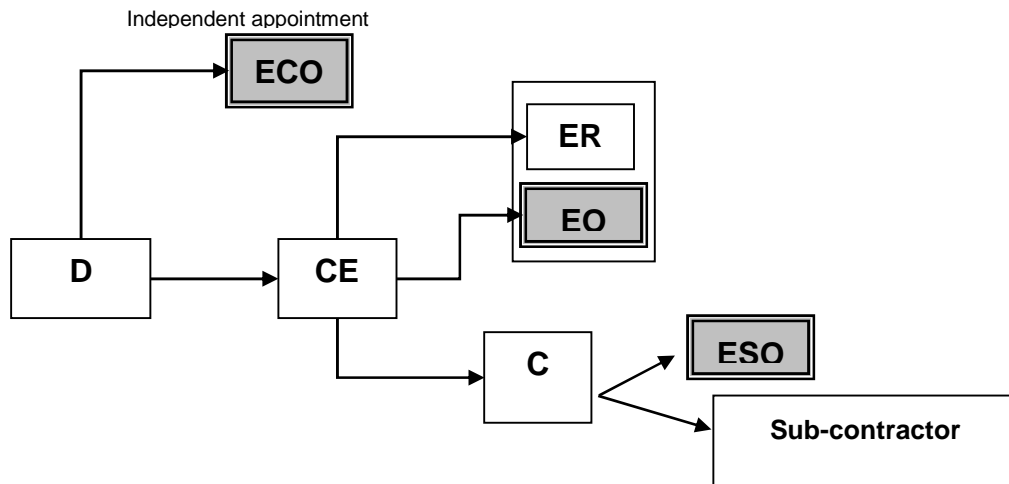 Independent appointment
ECO
ER
EO
D
CE
C
ESO
Sub-contractor